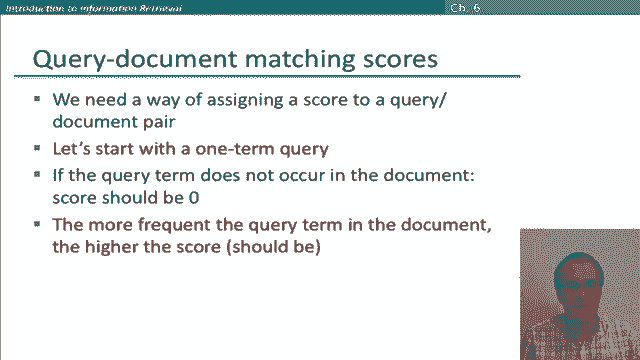 Introduction to Information Retrieval
Ch. 6
Query-document matching scores
We need a way of assigning a score to a query/
document pair
Let's start with a one-term query
If the query term does not occur in the document:
score should be 0
The more frequent the query term in the document,
the higher the score (should be)